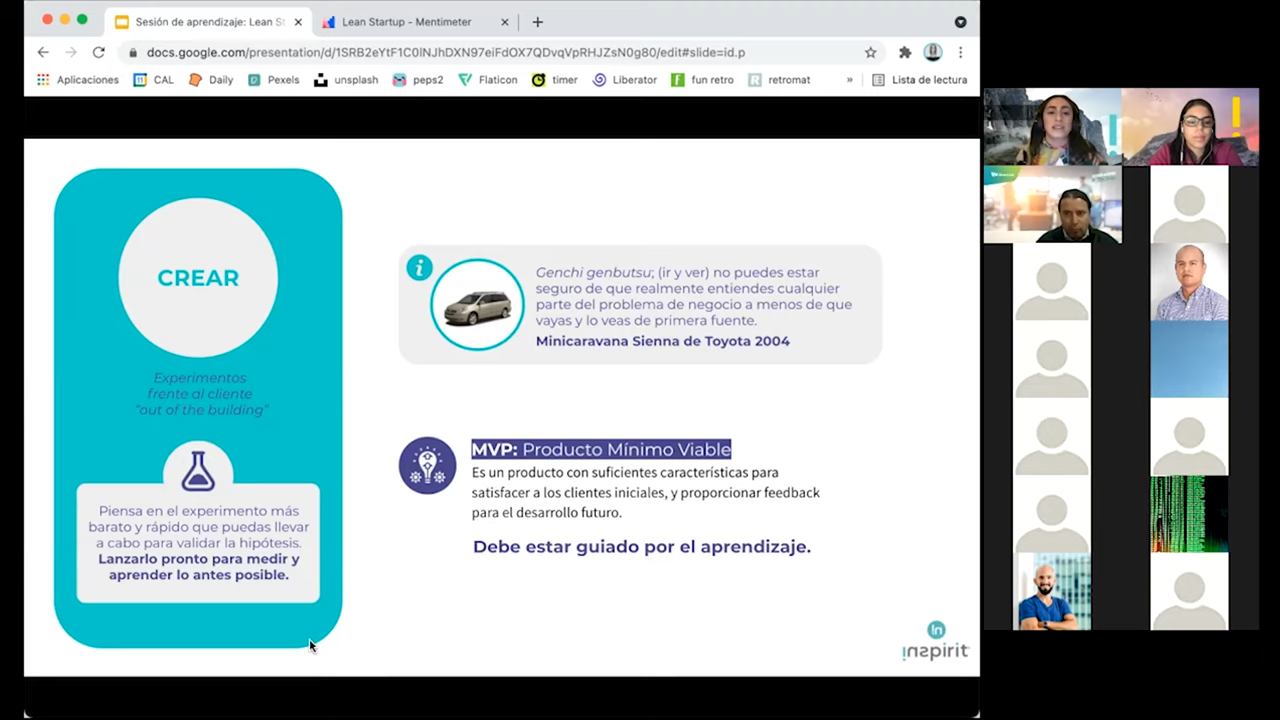 Sesión de aprendizaje: Lean S
Lean Startup - Mentimeter
docs.google.com/presentation/d/1SRB2eYtF1C0lNJhDXN97eiFdOX7QDvqVpRHJZsN0g80/edit#slide=id.p
Aplicaciones
CAL
Daily
Pexels
unsplash
peps2
Flaticon
timer
Liberator
fun retro
retromat
»
Lista de lectura
CREAR
Experimentos
frente al cliente
“out of the building”
Piensa en el experimento más
barato y rápido que puedas llevar
a cabo para validar la hipótesis.
Lanzarlo pronto para medir y
aprender lo antes posible.
Genchi genbutsu; (ir y ver) no puedes estar
seguro de que realmente entiendes cualquier
parte del problema de negocio a menos de que
vayas y lo veas de primera fuente.
Minicaravana Sienna de Toyota 2004
MVP: Producto Mínimo Viable
Es un producto con suficientes características para
satisfacer a los clientes iniciales, y proporcionar feedback
para el desarrollo futuro.
Debe estar guiado por el aprendizaje.
inspirit